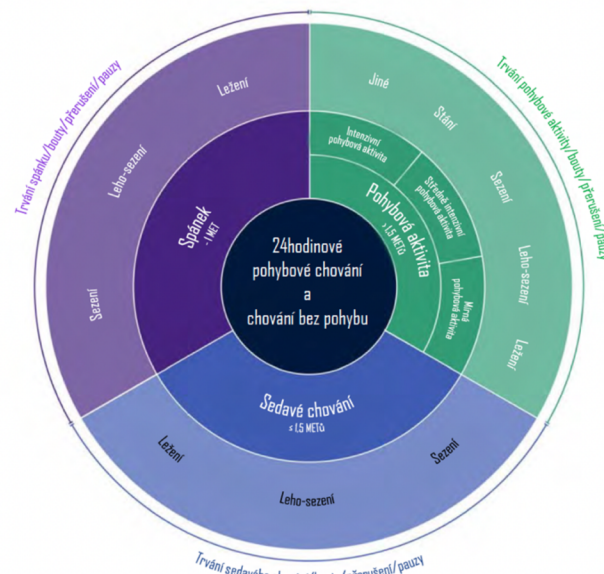 Trvání spánku/bouty/přerušení/pauzy
Trvání pohybové aktivity/bouty/přerušení/pauzy
Ležení
Leho-sezení
Sezení
Jiné
Stání
Sezení
Leho-sezení
Ležení
Spánek
~1 MET
Intenzivní
pohybová aktivita
Středně intenzivní
pohybová aktivita
Mírná
pohybová aktivita
Pohybová aktivita
>1,5 METů
24hodinové
pohybové chování
a
chování bez pohybu
Sedavé chování
≤ 1,5 METů
Ležení
Leho-sezení
Sezení
Trvání